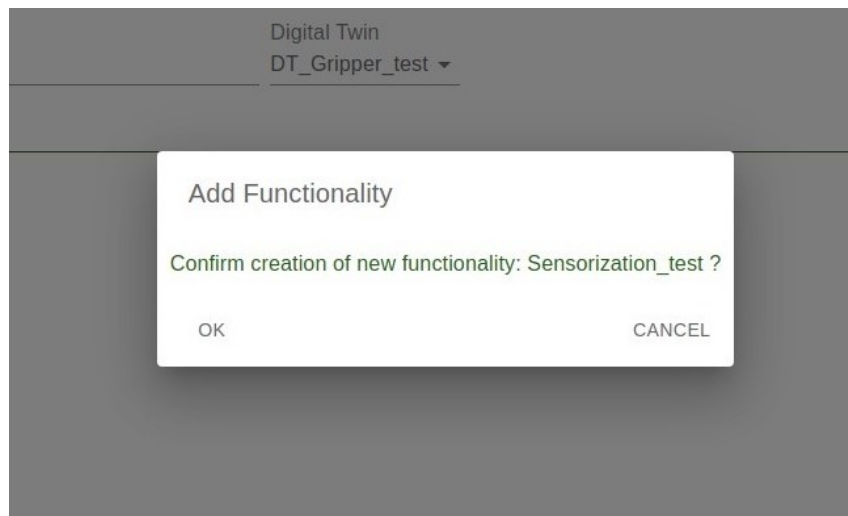 Digital Twin
DT_Gripper_test
Add Functionality
Confirm creation of new functionality: Sensorization_test ?
OK
CANCEL